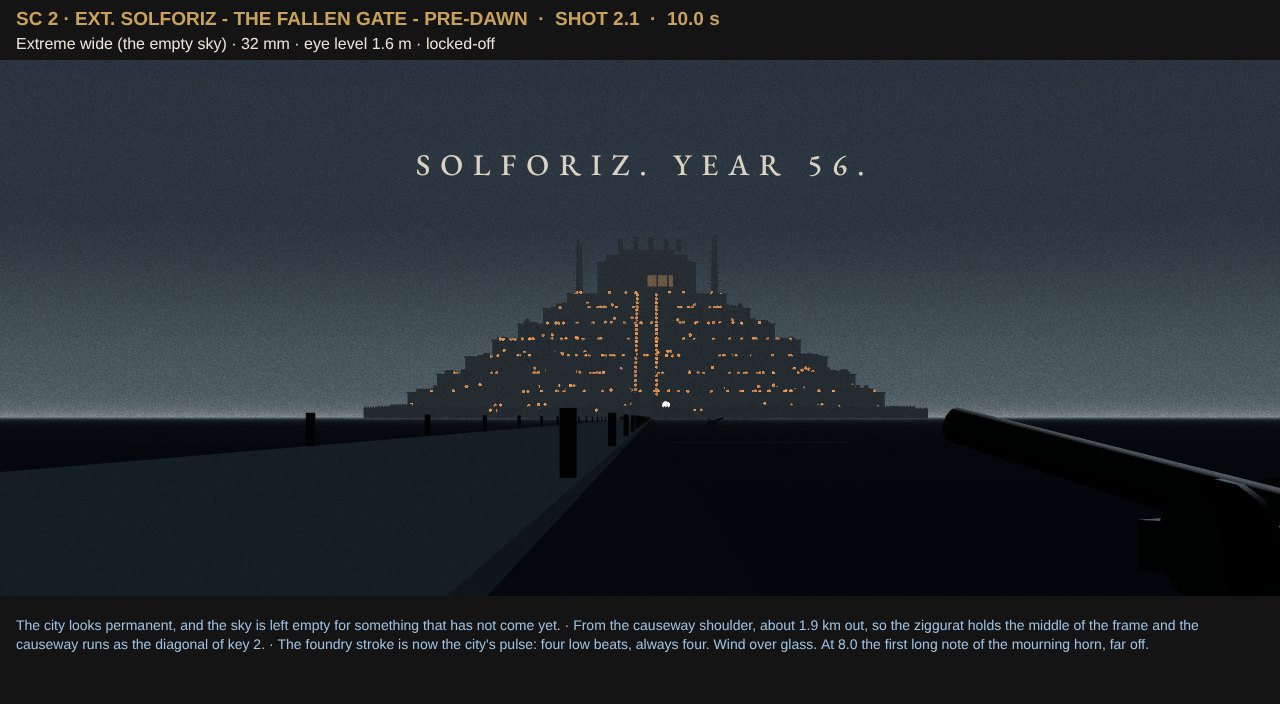 SC 2 · EXT. SOLFORIZ - THE FALLEN GATE - PRE-DAWN · SHOT 2.1 · 10.0 s
Extreme wide (the empty sky) · 32 mm · eye level 1.6 m · locked-off
SOLFORIZ. YEAR 56.
The city looks permanent, and the sky is left empty for something that has not come yet. · From the causeway shoulder, about 1.9 km out, so the ziggurat holds the middle of the frame and the
causeway runs as the diagonal of key 2. · The foundry stroke is now the city's pulse: four low beats, always four. Wind over glass. At 8.0 the first long note of the mourning horn, far off.